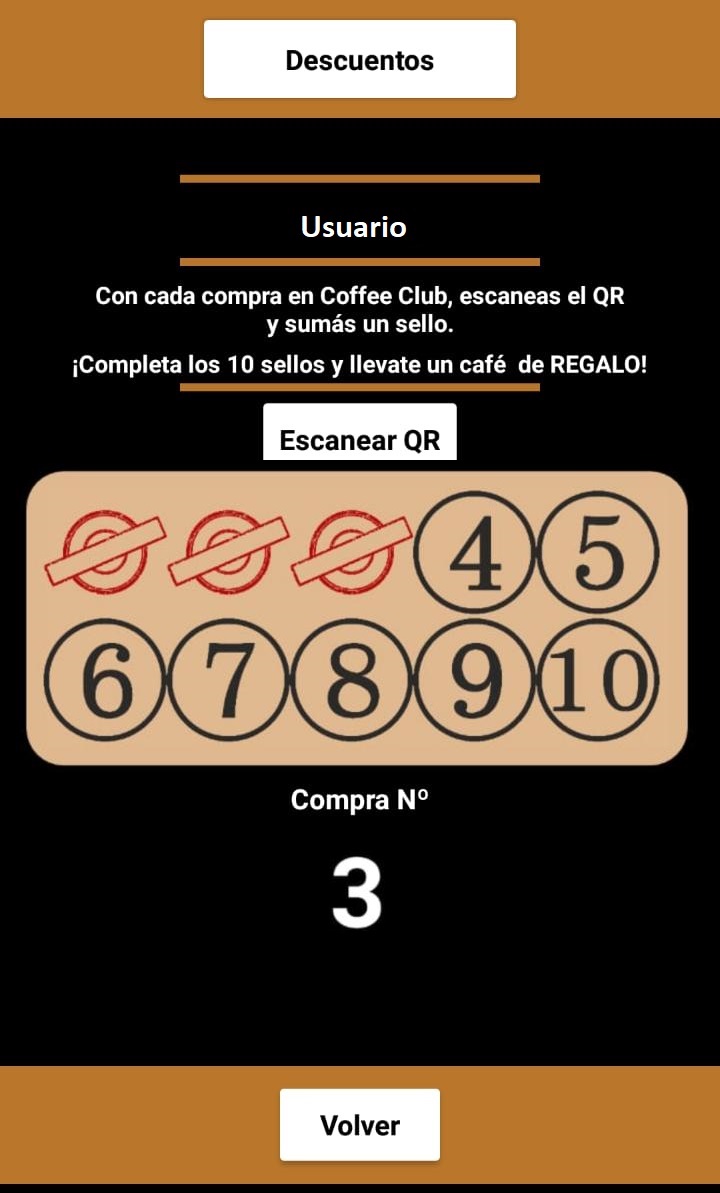 Descuentos
Usuario
Con cada compra en Coffee Club, escaneas el QR
y sumás un sello.
¡Completa los 10 sellos y llevate un café  de REGALO!
Escanear QR
4 5
6 7 8 9 10
Compra Nº
3
Volver